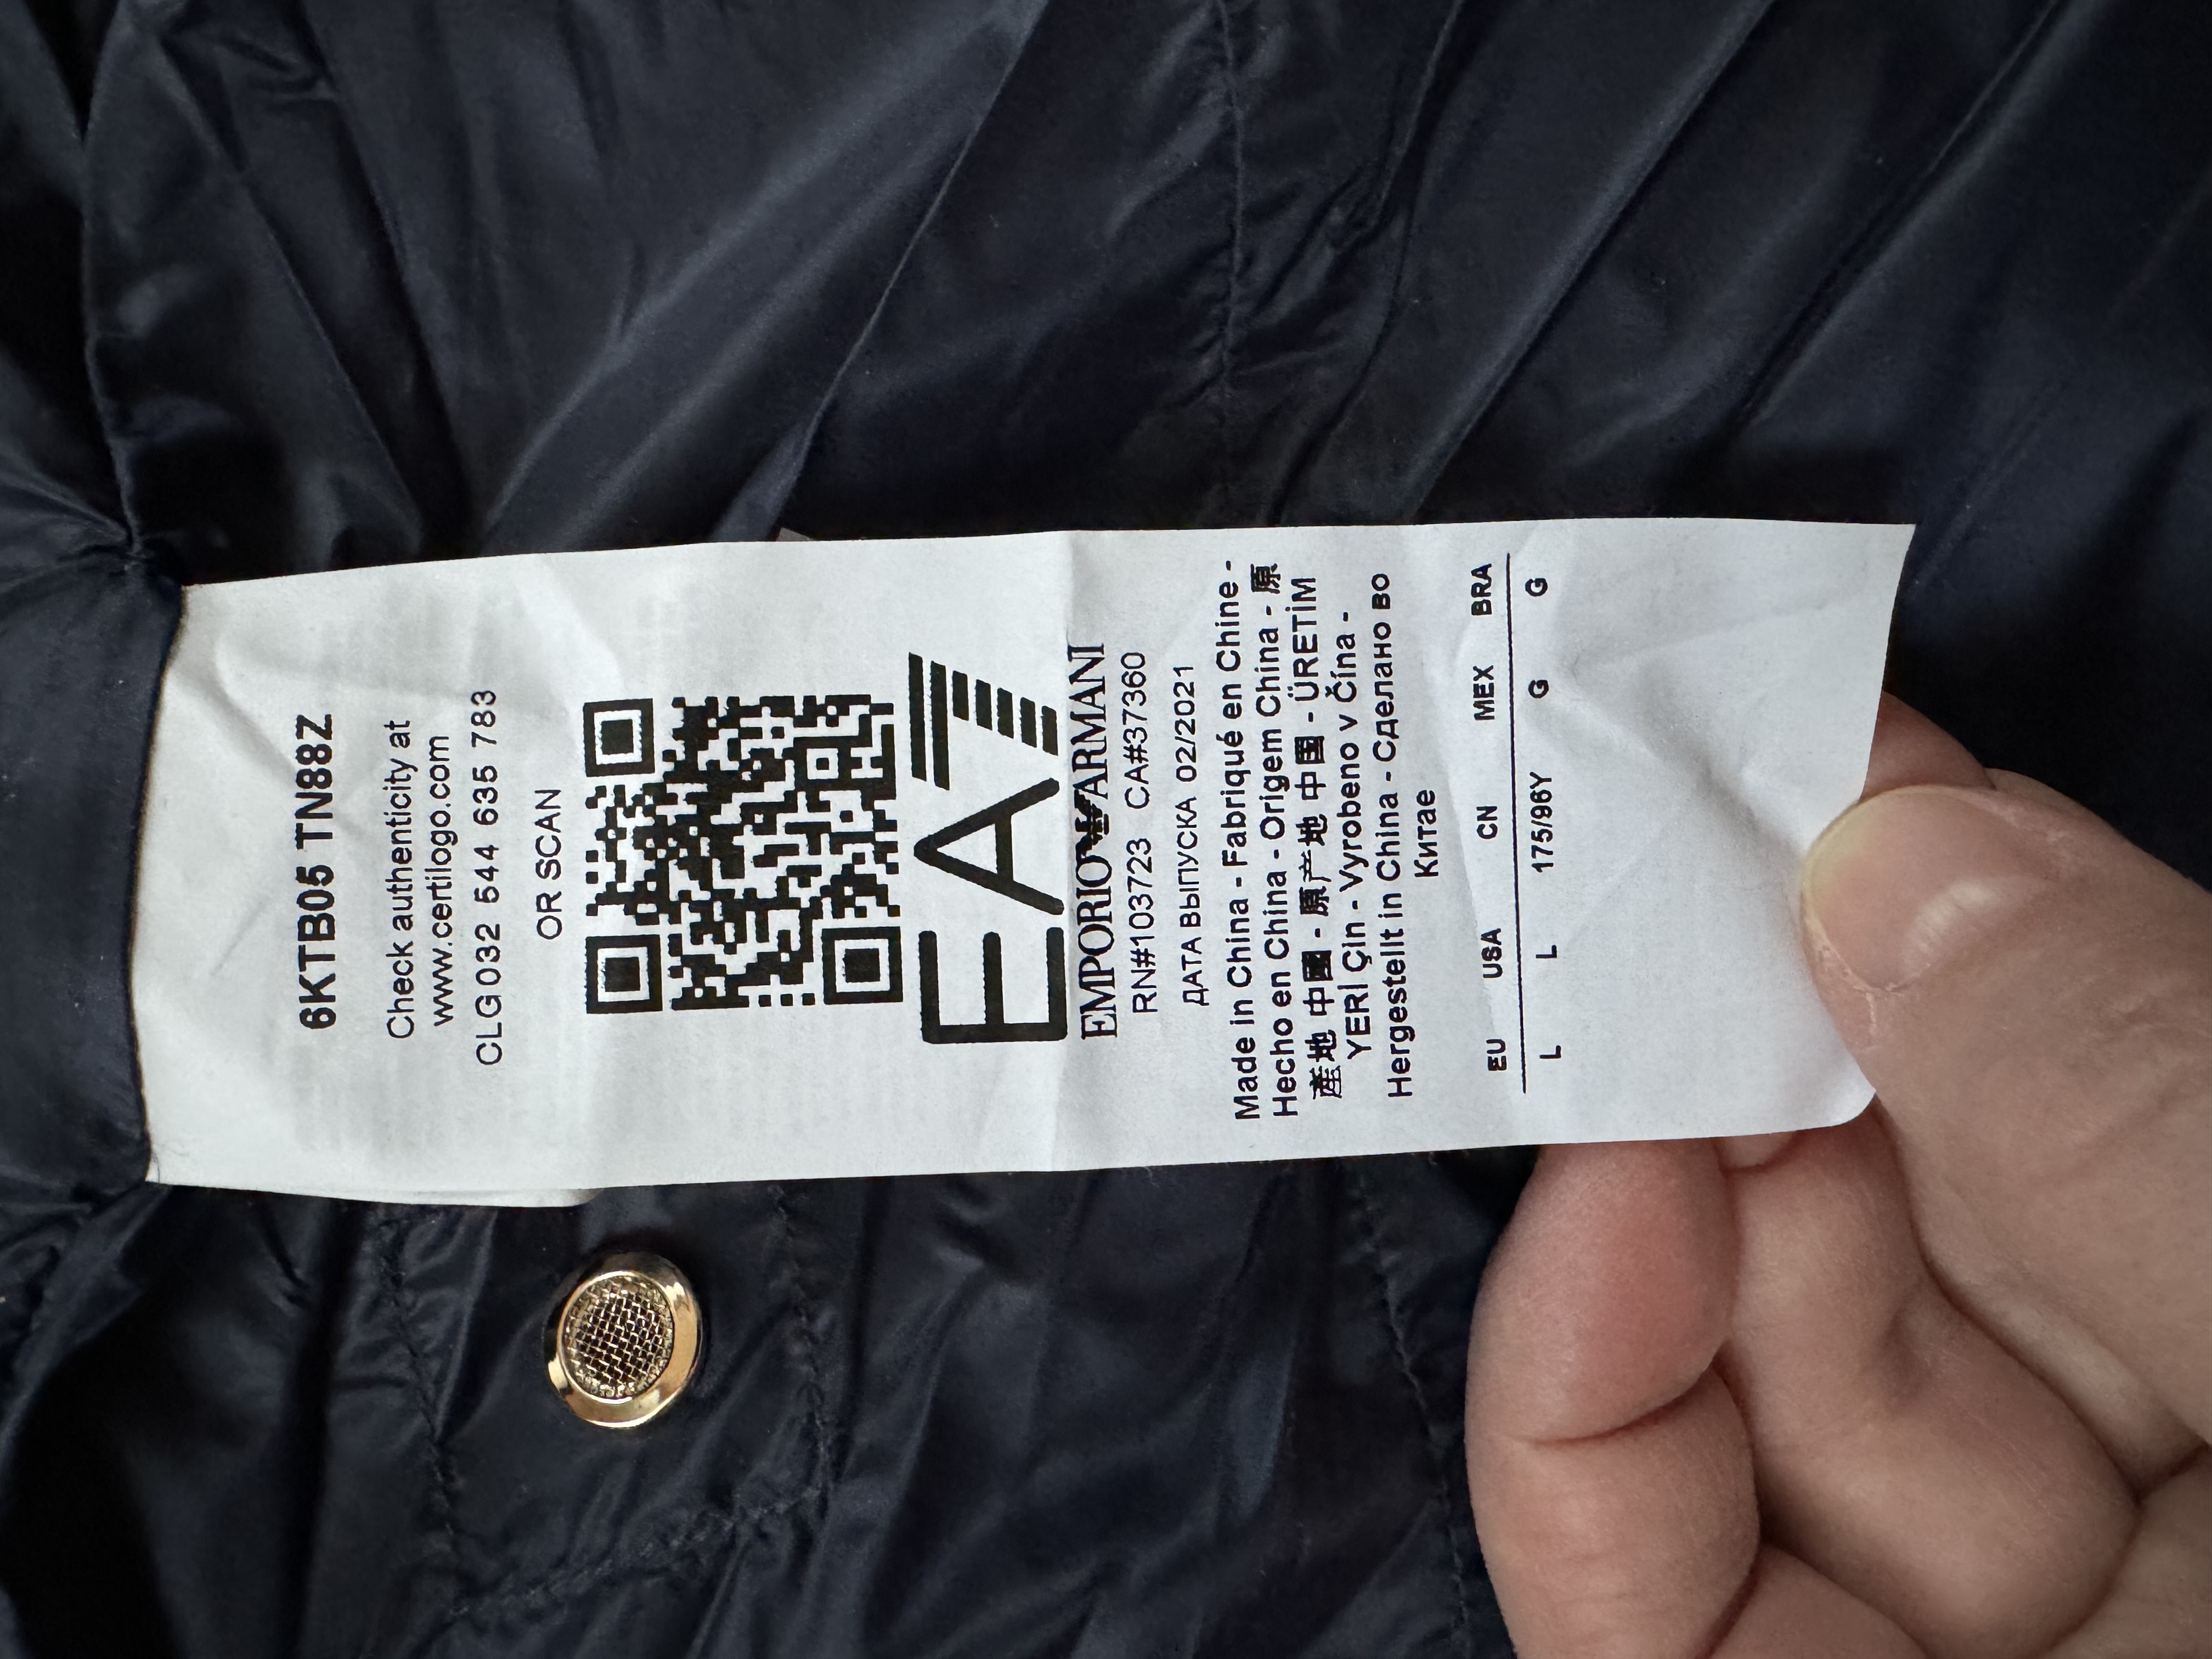 6KTB05 TN88Z
Check authenticity at
www.certilogo.com
CLG032 544 635 783
OR SCAN
EA7
EMPORIO ARMANI
RN#103723 CA#37360
ДАТА ВЫПУСКА 02/2021
Made in China - Fabriqué en Chine -
Hecho en China - Origem China - 原
產地 中國 - 原产地 中国 - ÜRETİM
YERİ Çin - Vyrobeno v Čína -
Hergestellt in China - Сделано во
Китае
EU USA CN MEX BRA
L L 175/96Y G G